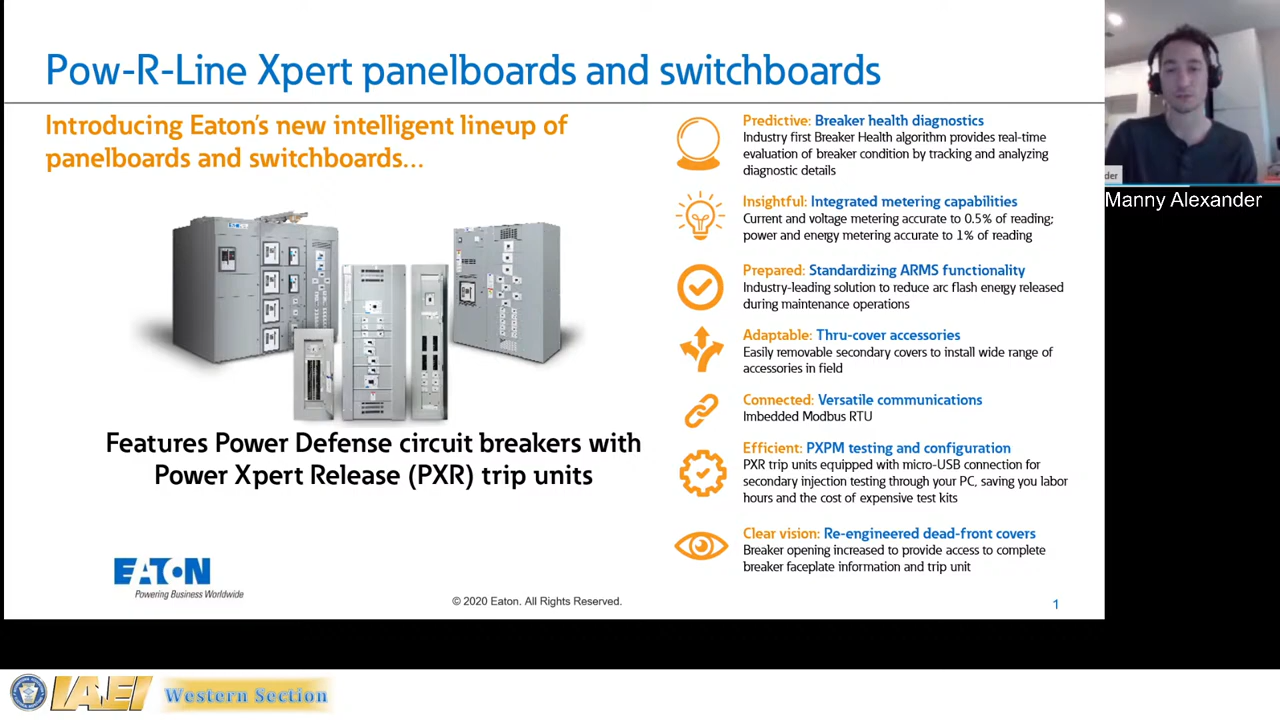 Pow-R-Line Xpert panelboards and switchboards
Introducing Eaton's new intelligent lineup of
panelboards and switchboards...
Features Power Defense circuit breakers with
Power Xpert Release (PXR) trip units
Predictive: Breaker health diagnostics
Industry first Breaker Health algorithm provides real-time
evaluation of breaker condition by tracking and analyzing
diagnostic details
Insightful: Integrated metering capabilities
Current and voltage metering accurate to 0.5% of reading;
power and energy metering accurate to 1% of reading
Prepared: Standardizing ARMS functionality
Industry-leading solution to reduce arc flash energy released
during maintenance operations
Adaptable: Thru-cover accessories
Easily removable secondary covers to install wide range of
accessories in field
Connected: Versatile communications
Imbedded Modbus RTU
Efficient: PXPM testing and configuration
PXR trip units equipped with micro-USB connection for
secondary injection testing through your PC, saving you labor
hours and the cost of expensive test kits
Clear vision: Re-engineered dead-front covers
Breaker opening increased to provide access to complete
breaker faceplate information and trip unit
EATON
Powering Business Worldwide
© 2020 Eaton. All Rights Reserved.
1
der
Manny Alexander
IAEI Western Section